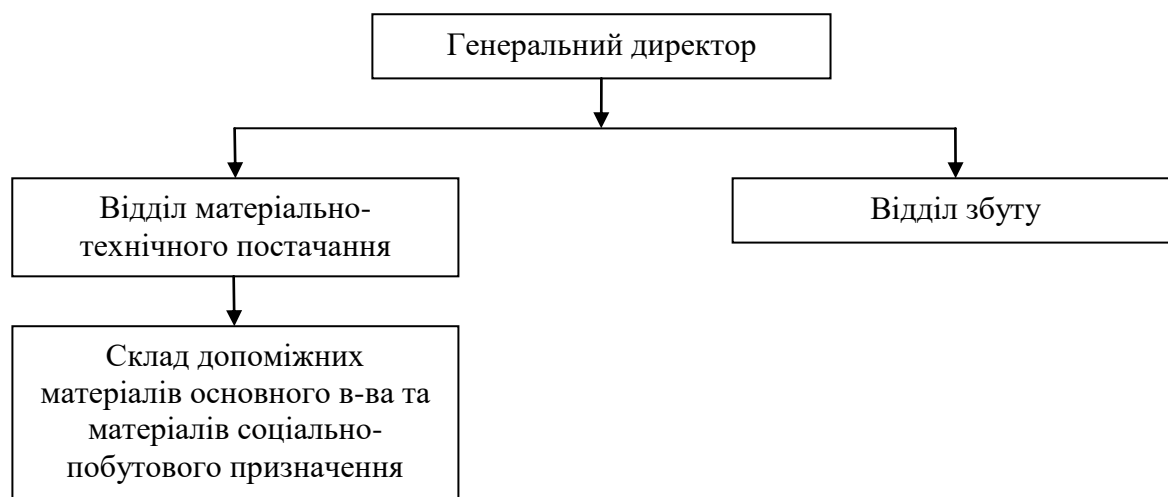 Генеральний директор
Відділ матеріально-
технічного постачання
Відділ збуту
Склад допоміжних
матеріалів основного в-ва та
матеріалів соціально-
побутового призначення